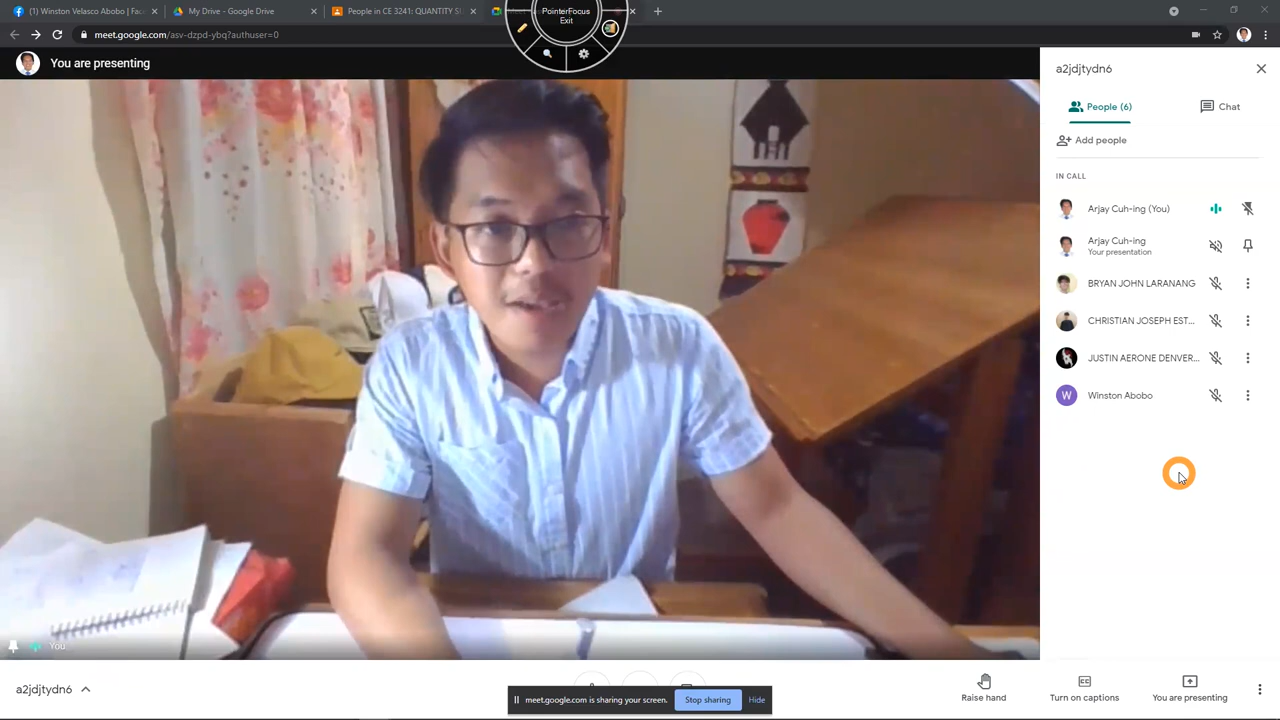 (1) Winston Velasco Abobo | Fac
My Drive - Google Drive
People in CE 3241: QUANTITY S
PointerFocus
Exit
meet.google.com/asv-dzpd-ybq?authuser=0
You are presenting
a2jdjtydn6
People (6)
Chat
Add people
IN CALL
Arjay Cuh-ing (You)
Arjay Cuh-ing
Your presentation
BRYAN JOHN LARANANG
CHRISTIAN JOSEPH EST...
JUSTIN AERONE DENVER...
W
Winston Abobo
You
a2jdjtydn6
meet.google.com is sharing your screen.
Stop sharing
Hide
Raise hand
CC
Turn on captions
You are presenting